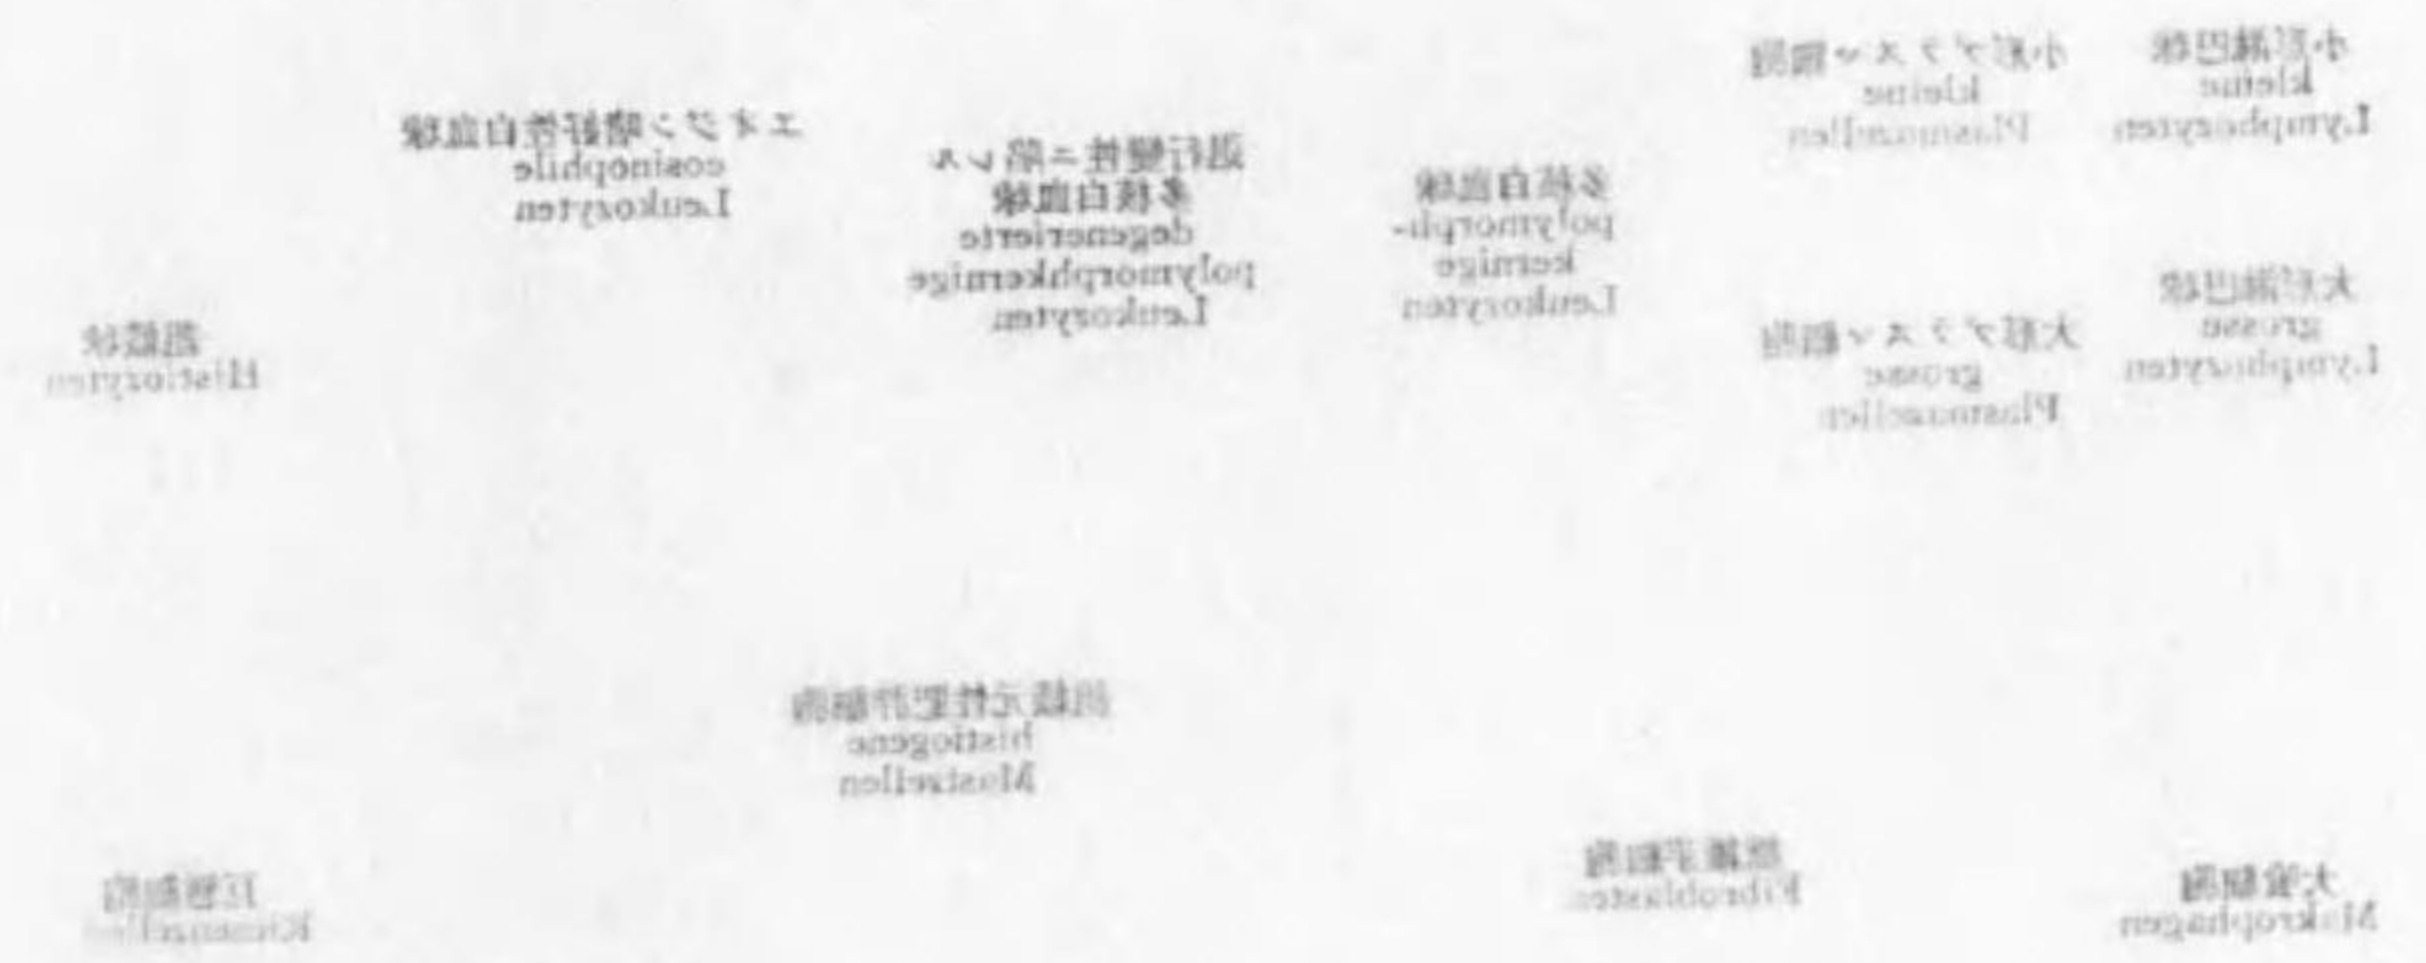 小形淋巴球
kleine
Lymphozyten
小形プラスマ細胞
kleine
Plasmazellen
エオジン嗜好性白血球
eosinophile
Leukozyten
退行變性ニ陷レル
多核白血球
degenerierte
polymorphkernige
Leukozyten
多核白血球
polymorph-
kernige
Leukozyten
大形淋巴球
grosse
Lymphozyten
大形プラスマ細胞
grosse
Plasmazellen
組織球
Histiozyten
組織元性肥胖細胞
histiogene
Mastzellen
纖維芽細胞
Fibroblasten
大喰細胞
Makrophagen
巨態細胞
Riesenzellen